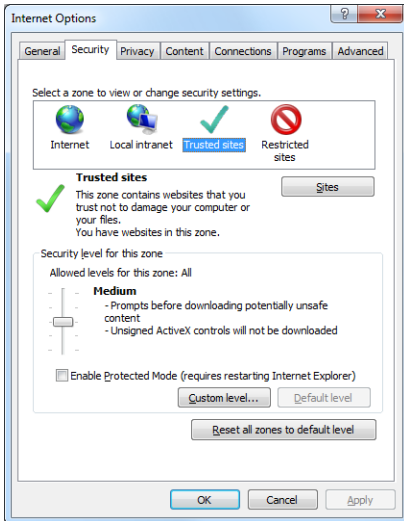 Internet Options
General Security Privacy Content Connections Programs Advanced
Select a zone to view or change security settings.
Internet Local intranet Trusted sites Restricted
sites
Trusted sites
Sites
This zone contains websites that you
trust not to damage your computer or
your files.
You have websites in this zone.
Security level for this zone
Allowed levels for this zone: All
Medium
- Prompts before downloading potentially unsafe
content
- Unsigned ActiveX controls will not be downloaded
Enable Protected Mode (requires restarting Internet Explorer)
Custom level... Default level
Reset all zones to default level
OK Cancel Apply